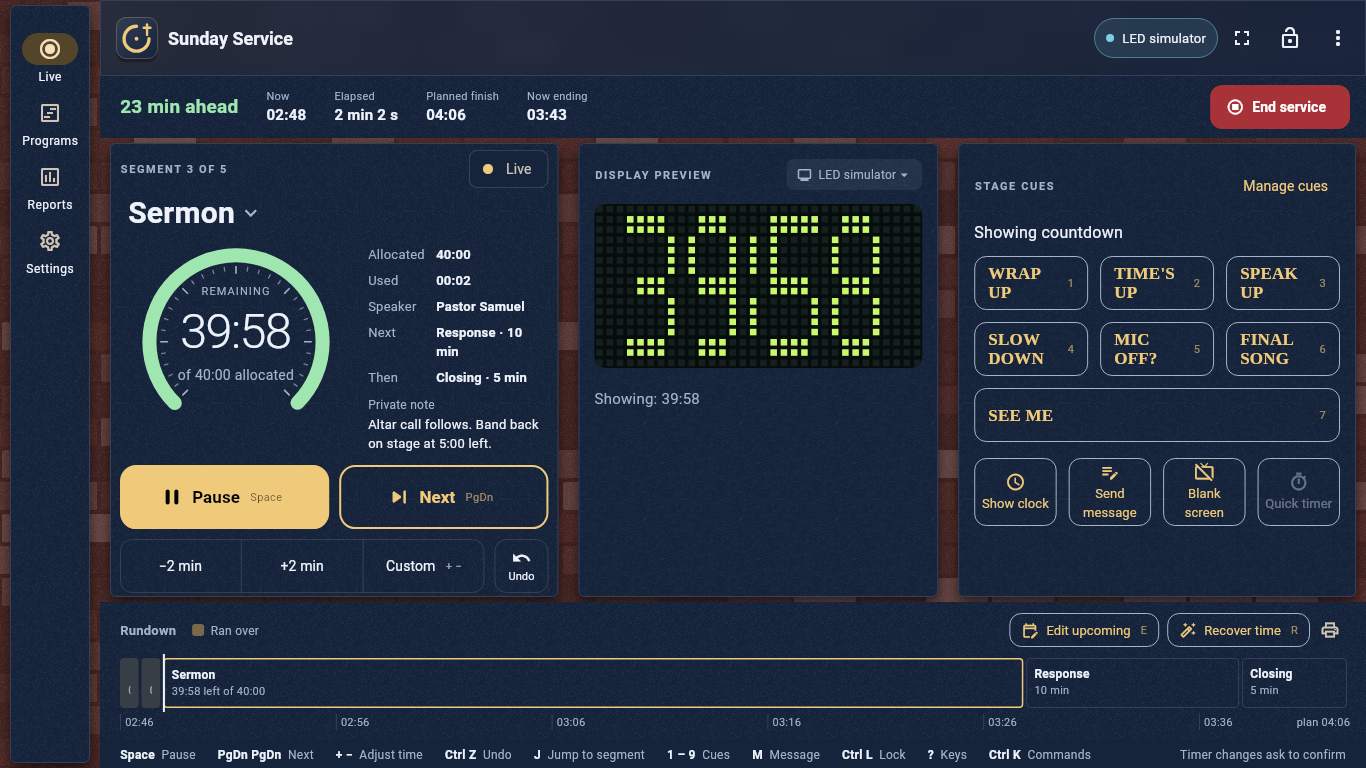 Sunday Service
LED simulator
Live
Programs
Reports
Settings
23 min ahead
Now
02:48
Elapsed
2 min 2 s
Planned finish
04:06
Now ending
03:43
End service
SEGMENT 3 OF 5
Live
Sermon
REMAINING
39:58
of 40:00 allocated
Allocated 40:00
Used 00:02
Speaker Pastor Samuel
Next Response · 10
min
Then Closing · 5 min
Private note
Altar call follows. Band back
on stage at 5:00 left.
Pause Space
Next PgDn
−2 min
+2 min
Custom + −
Undo
DISPLAY PREVIEW
LED simulator
39:58
Showing: 39:58
STAGE CUES
Manage cues
Showing countdown
WRAP
UP 1
TIME'S
UP 2
SPEAK
UP 3
SLOW
DOWN 4
MIC
OFF? 5
FINAL
SONG 6
SEE ME 7
Show clock
Send
message
Blank
screen
Quick timer
Rundown
Ran over
Edit upcoming E
Recover time R
Sermon
39:58 left of 40:00
Response
10 min
Closing
5 min
02:46 02:56 03:06 03:16 03:26 03:36 plan 04:06
Space Pause PgDn PgDn Next + − Adjust time Ctrl Z Undo J Jump to segment 1 – 9 Cues M Message Ctrl L Lock ? Keys Ctrl K Commands Timer changes ask to confirm